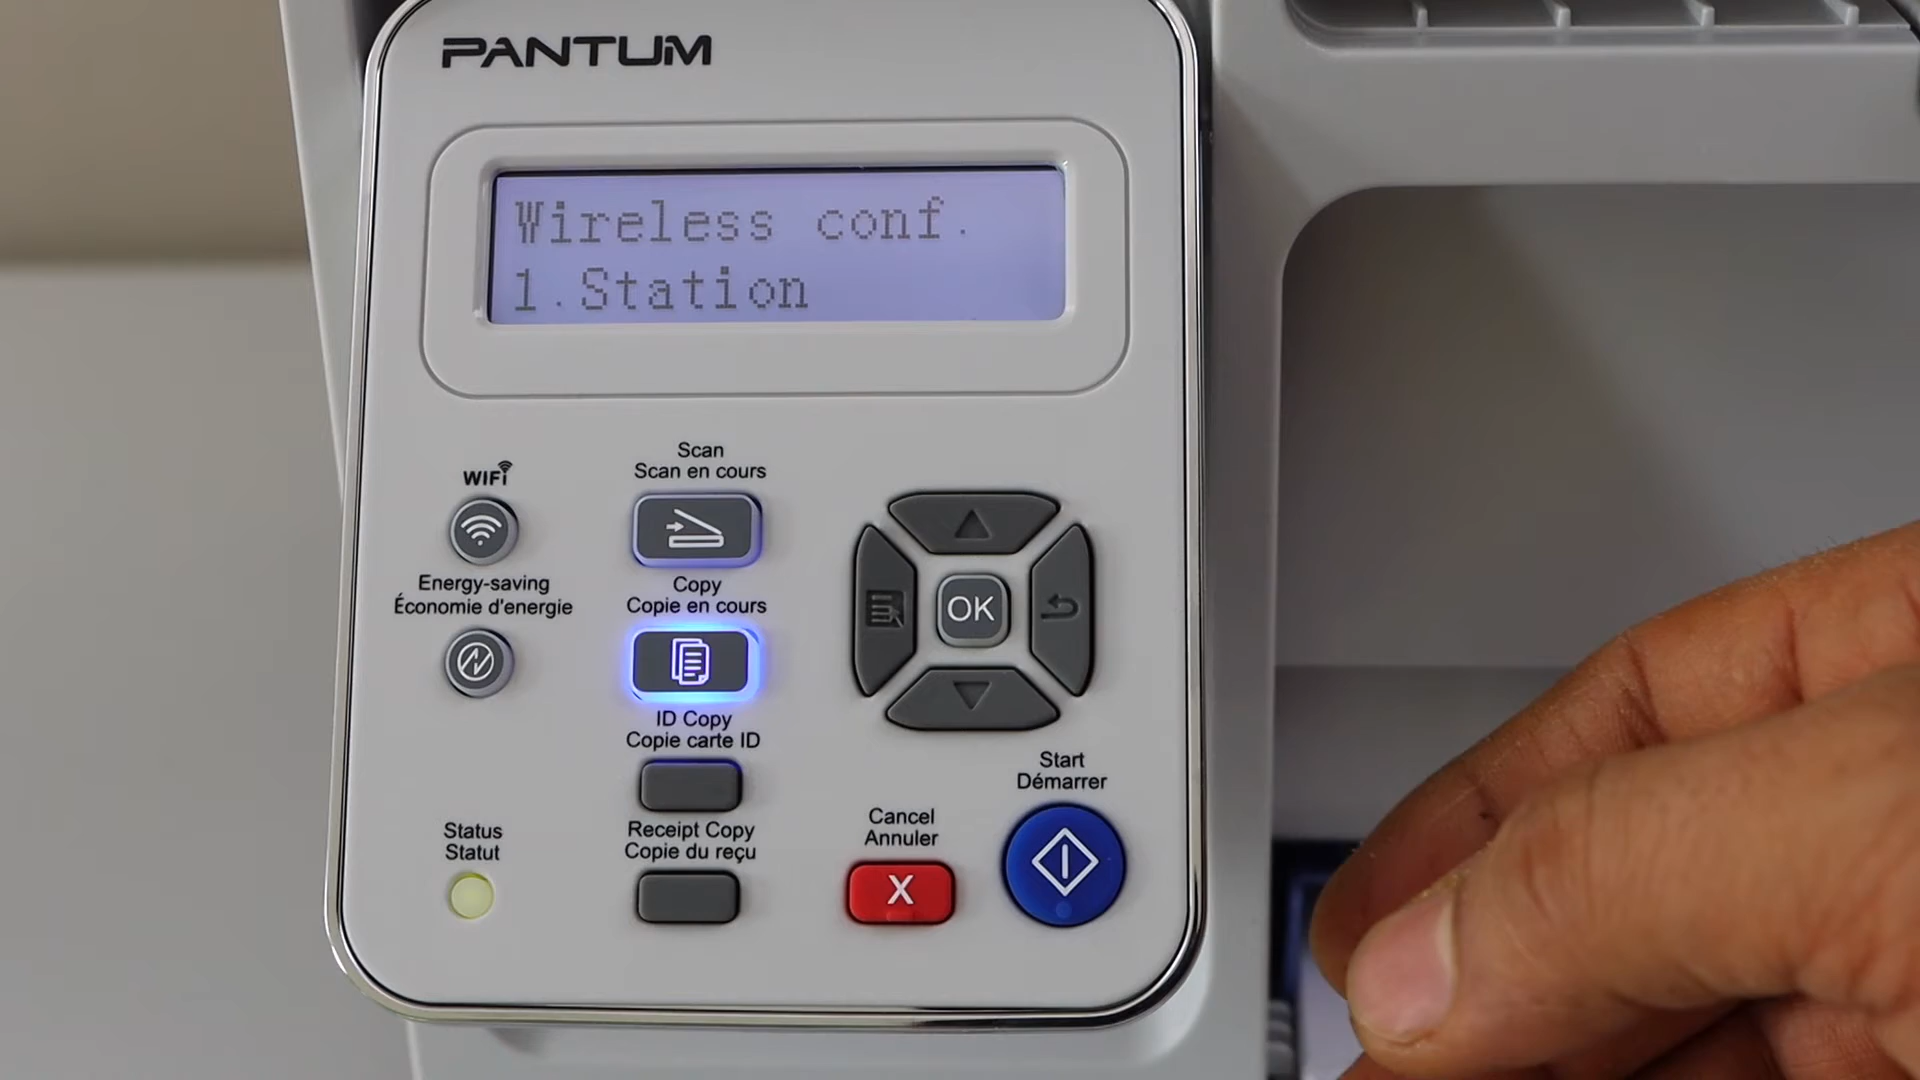 PANTUM
Wireless conf.
1.Station
WIFI
Scan
Scan en cours
Energy-saving
Économie d'energie
Copy
Copie en cours
OK
ID Copy
Copie carte ID
Start
Démarrer
Status
Statut
Receipt Copy
Copie du reçu
Cancel
Annuler
X